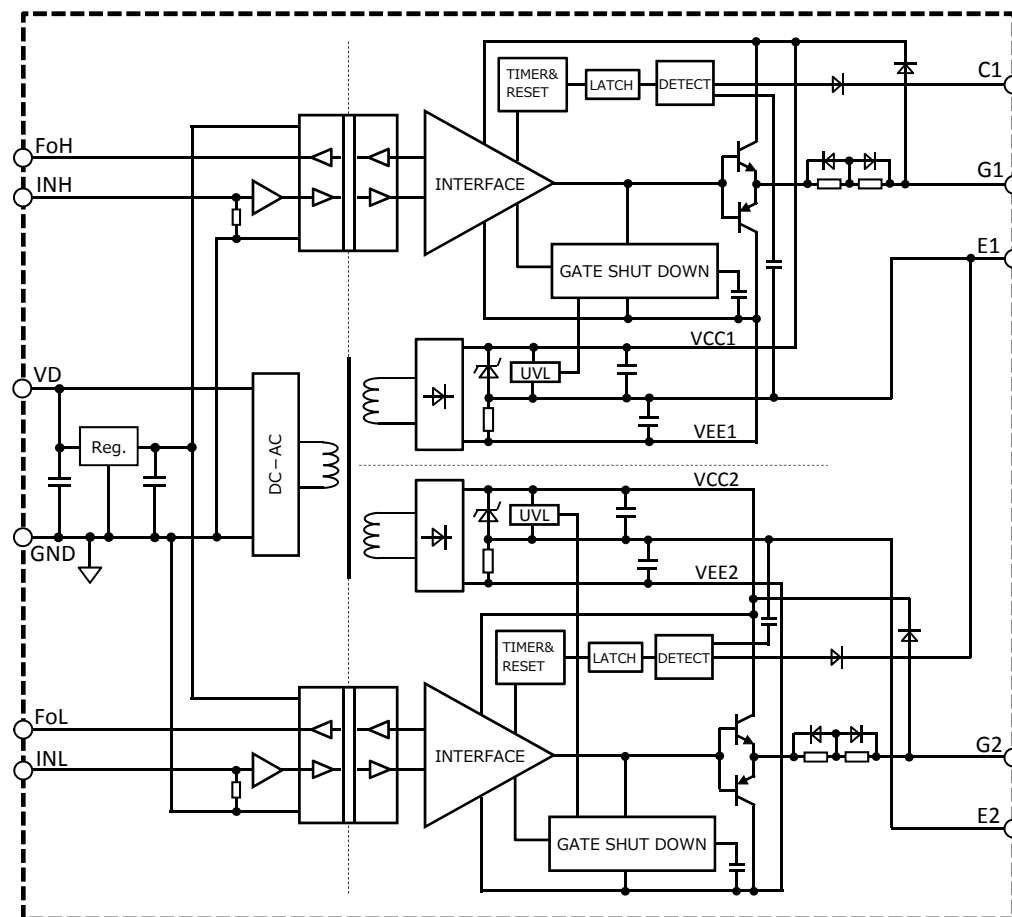 TIMER&
RESET
LATCH
DETECT
C1
FoH
INTERFACE
INH
G1
E1
GATE SHUT DOWN
VCC1
UVL
VD
VEE1
Reg.
DC-AC
VCC2
UVL
GND
VEE2
TIMER&
RESET
LATCH
DETECT
FoL
INTERFACE
INL
G2
E2
GATE SHUT DOWN